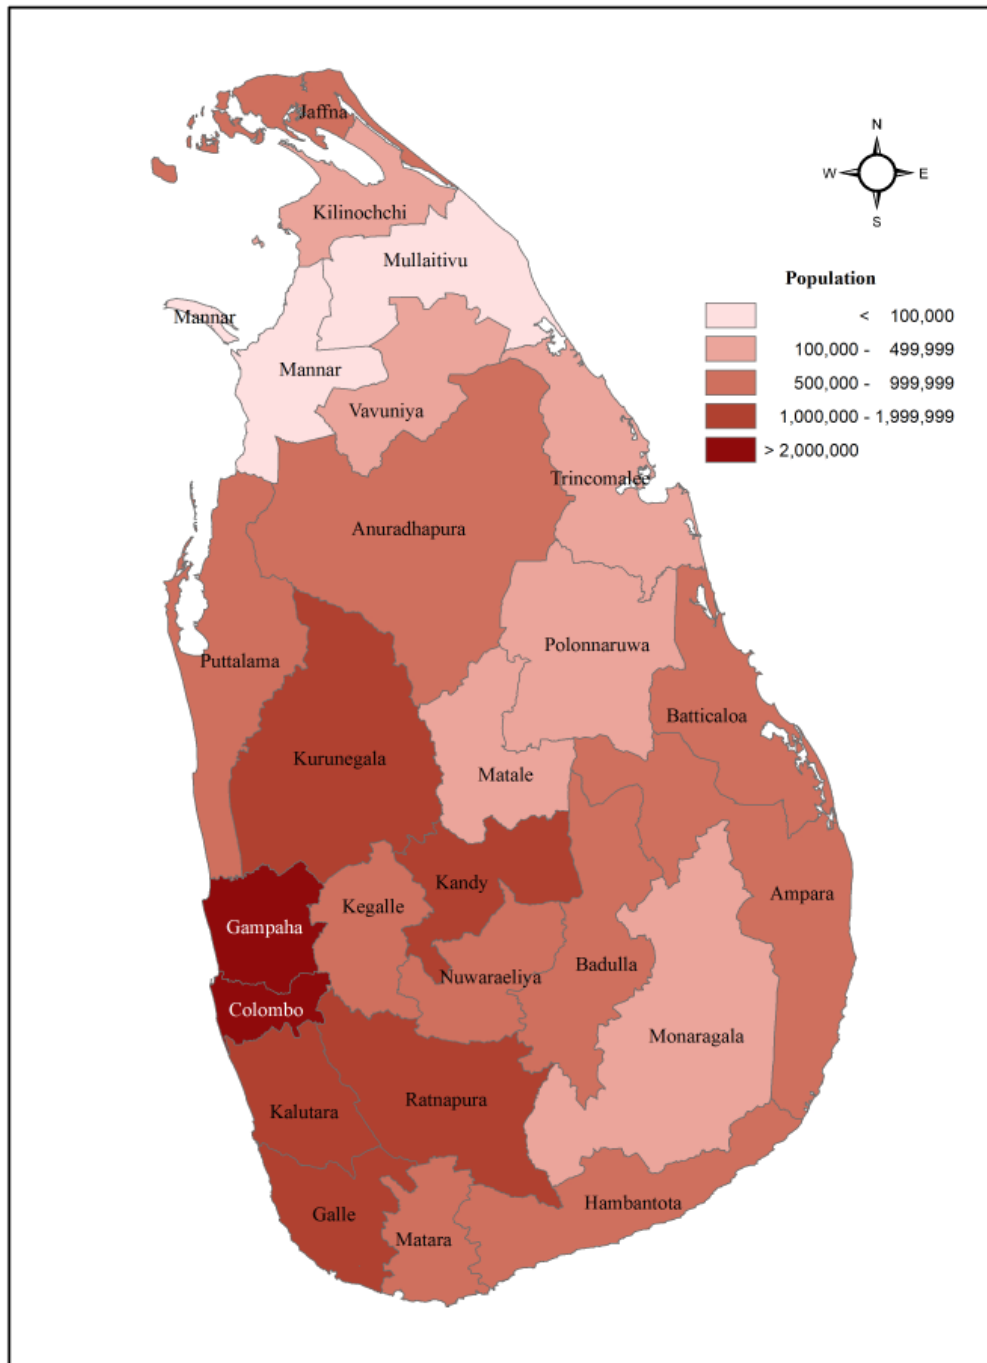 Jaffna
N
W E
S
Kilinochchi
Mullaitivu
Population
Mannar
< 100,000
100,000 - 499,999
Mannar
500,000 - 999,999
Vavuniya
1,000,000 - 1,999,999
> 2,000,000
Trincomalee
Anuradhapura
Polonnaruwa
Puttalama
Batticaloa
Kurunegala
Matale
Kandy
Ampara
Kegalle
Gampaha
Badulla
Nuwaraeliya
Colombo
Monaragala
Ratnapura
Kalutara
Hambantota
Galle
Matara